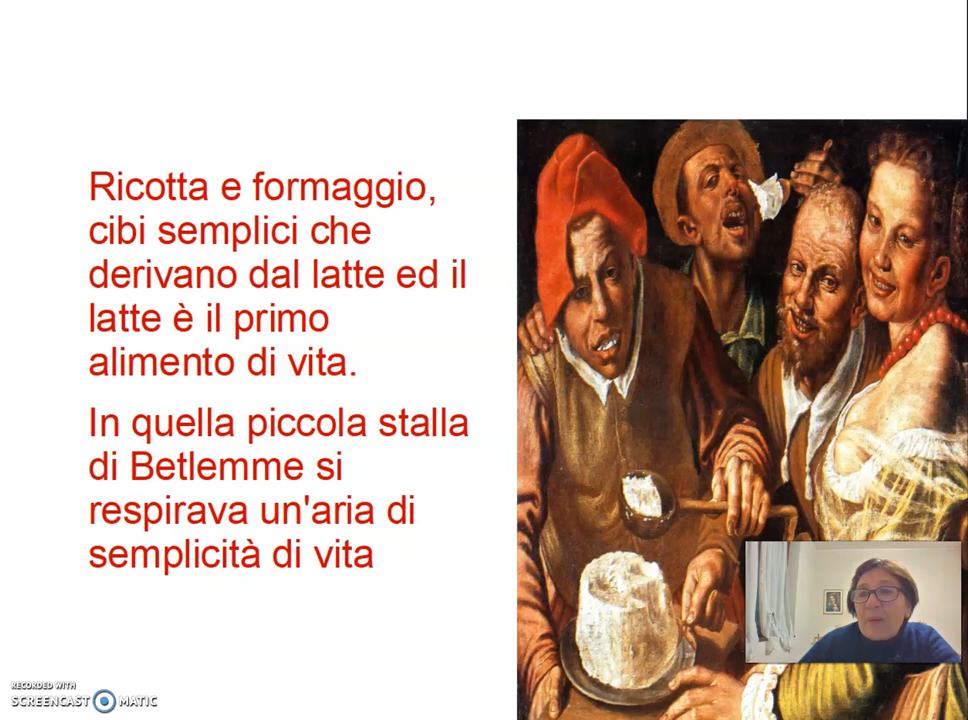 Ricotta e formaggio,
cibi semplici che
derivano dal latte ed il
latte è il primo
alimento di vita.
In quella piccola stalla
di Betlemme si
respirava un'aria di
semplicità di vita
RECORDED WITH
SCREENCAST MATIC